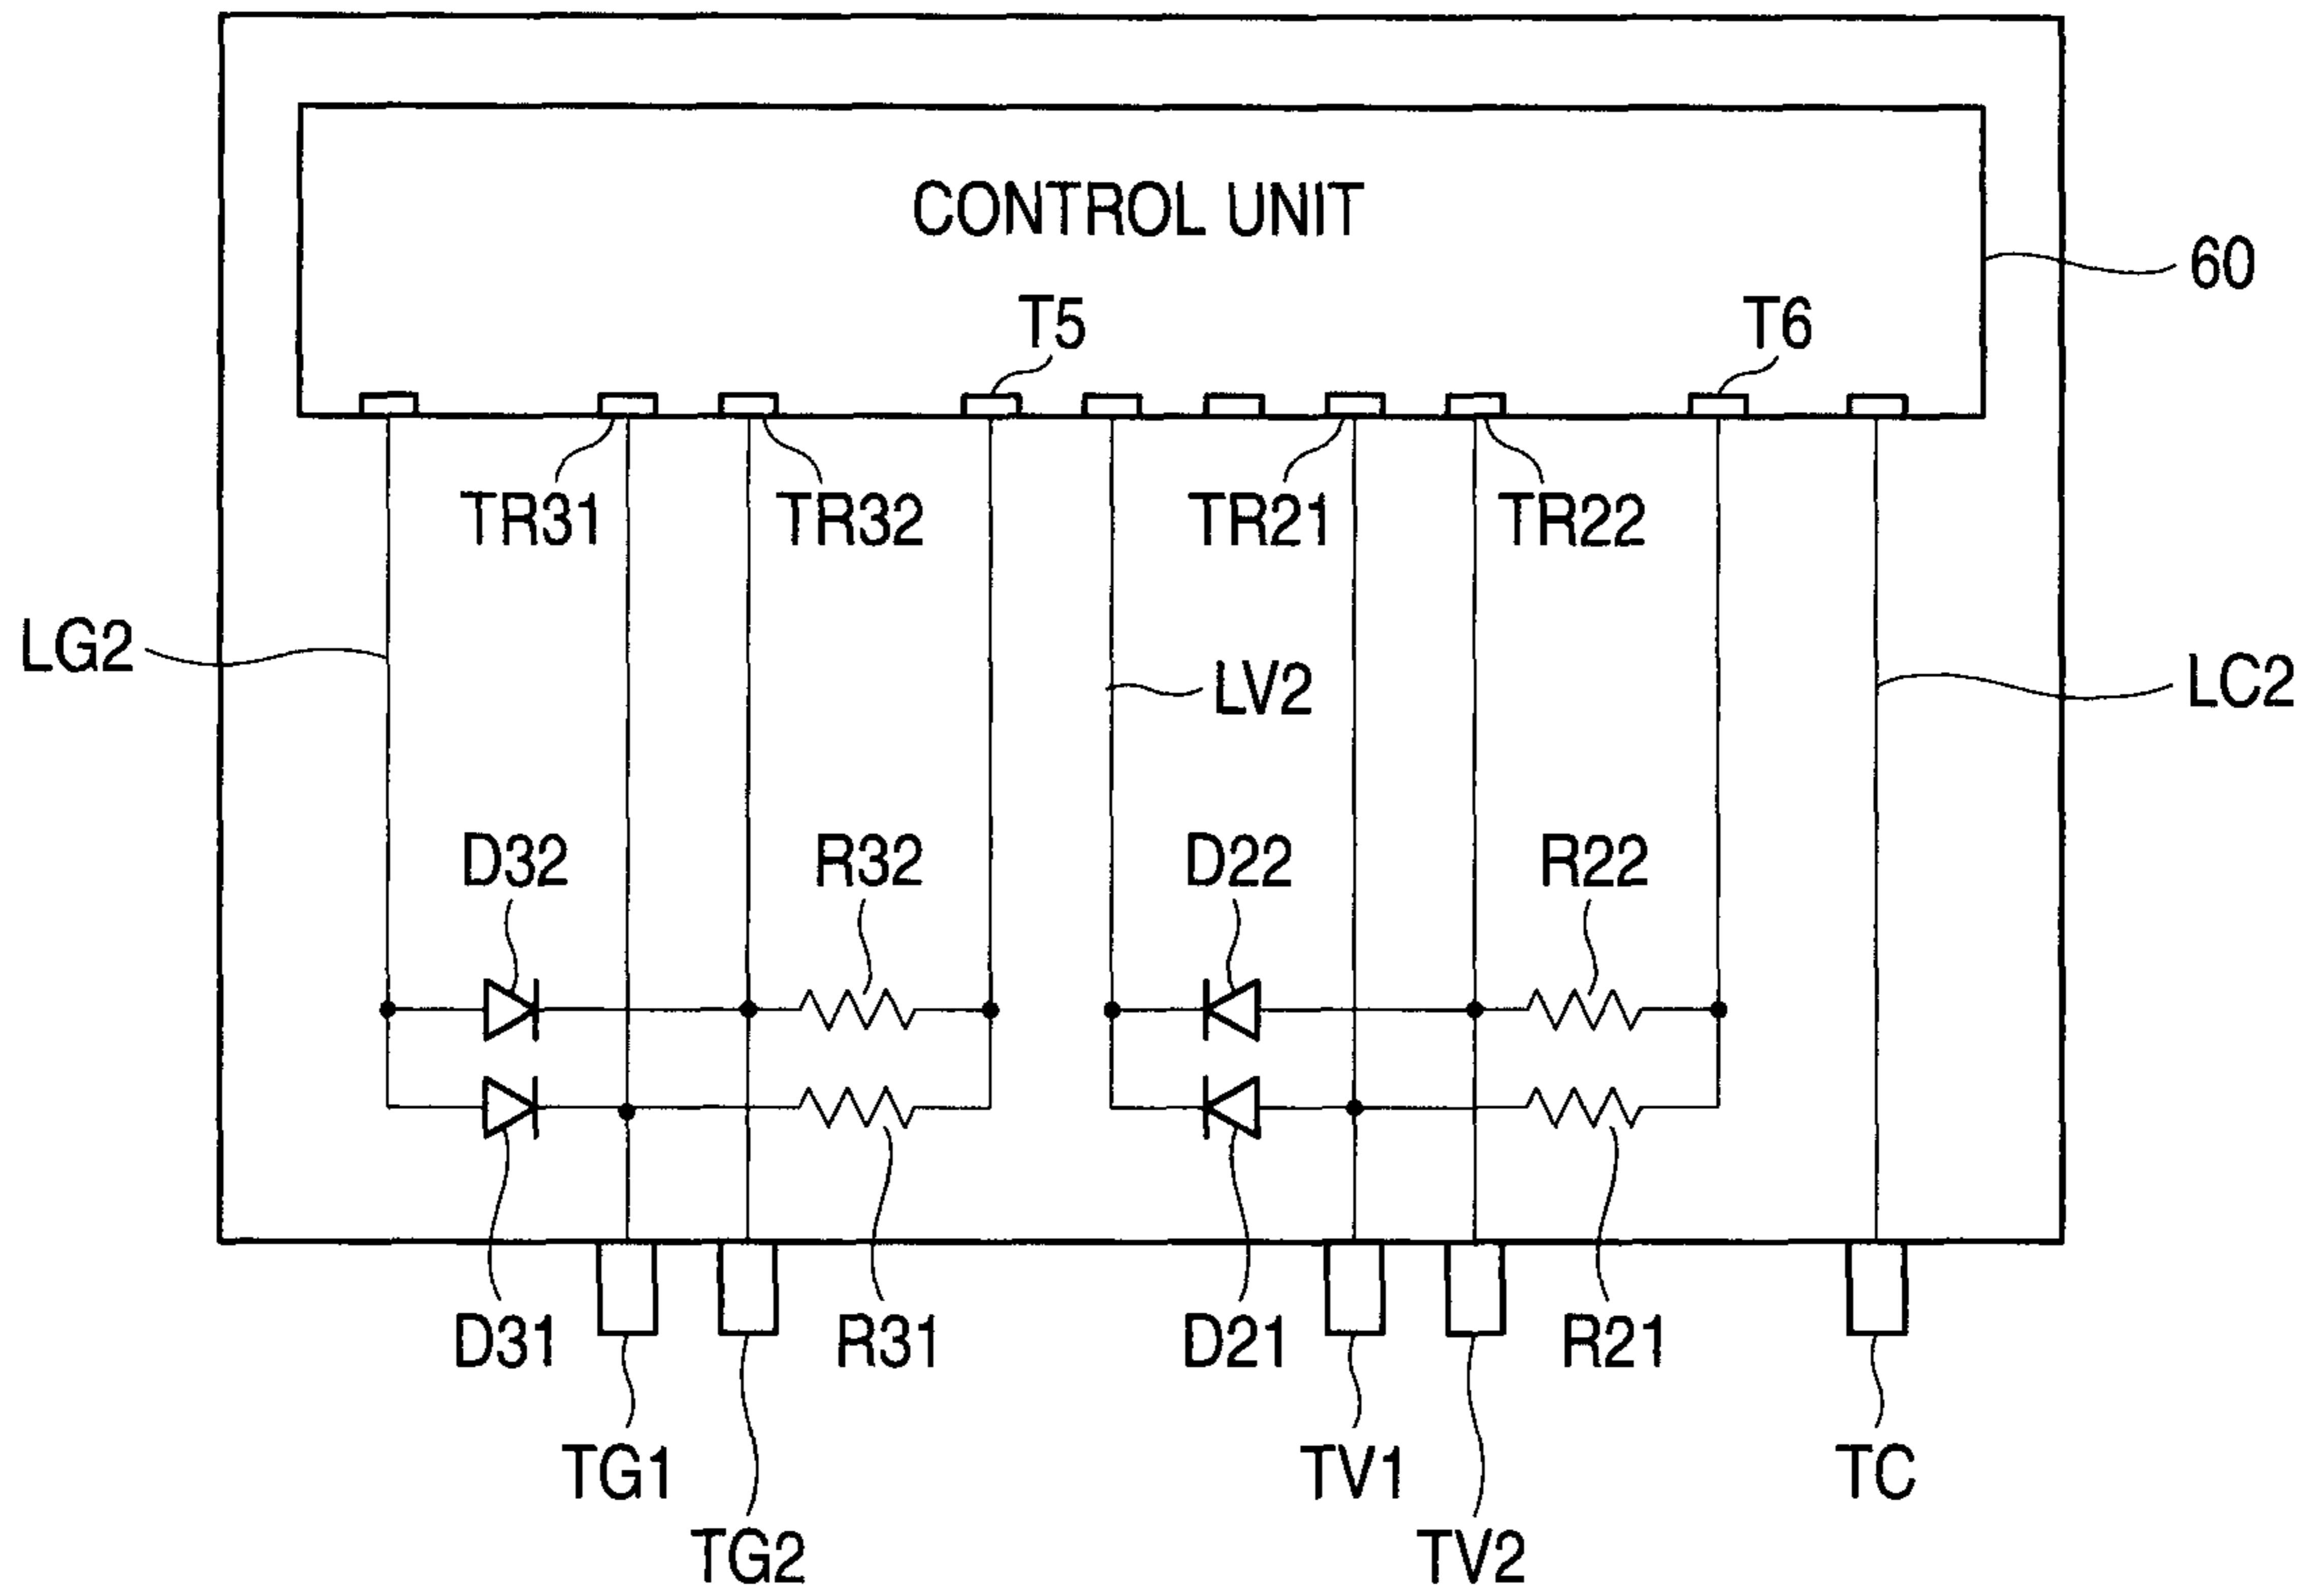 CONTROL UNIT
60
T5
T6
TR31
TR32
TR21
TR22
LG2
LV2
LC2
D32
R32
D22
R22
D31
R31
D21
R21
TG1
TV1
TC
TG2
TV2